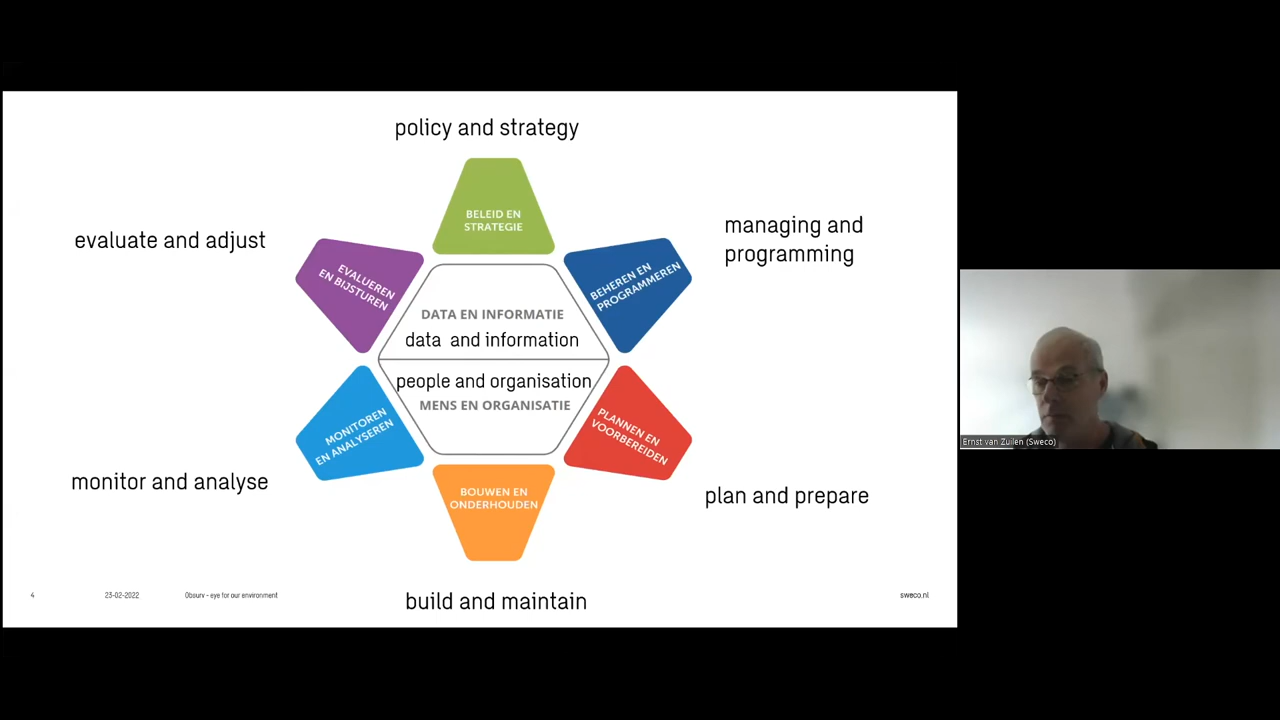 policy and strategy
BELEID EN
STRATEGIE
managing and
programming
BEHEREN EN
PROGRAMMEREN
evaluate and adjust
EVALUEREN
EN BIJSTUREN
DATA EN INFORMATIE
data and information
people and organisation
MENS EN ORGANISATIE
MONITOREN
EN ANALYSEREN
monitor and analyse
PLANNEN EN
VOORBEREIDEN
plan and prepare
BOUWEN EN
ONDERHOUDEN
build and maintain
4
23-02-2022
Obsurv - eye for our environment
sweco.nl
Ernst van Zuilen (Sweco)